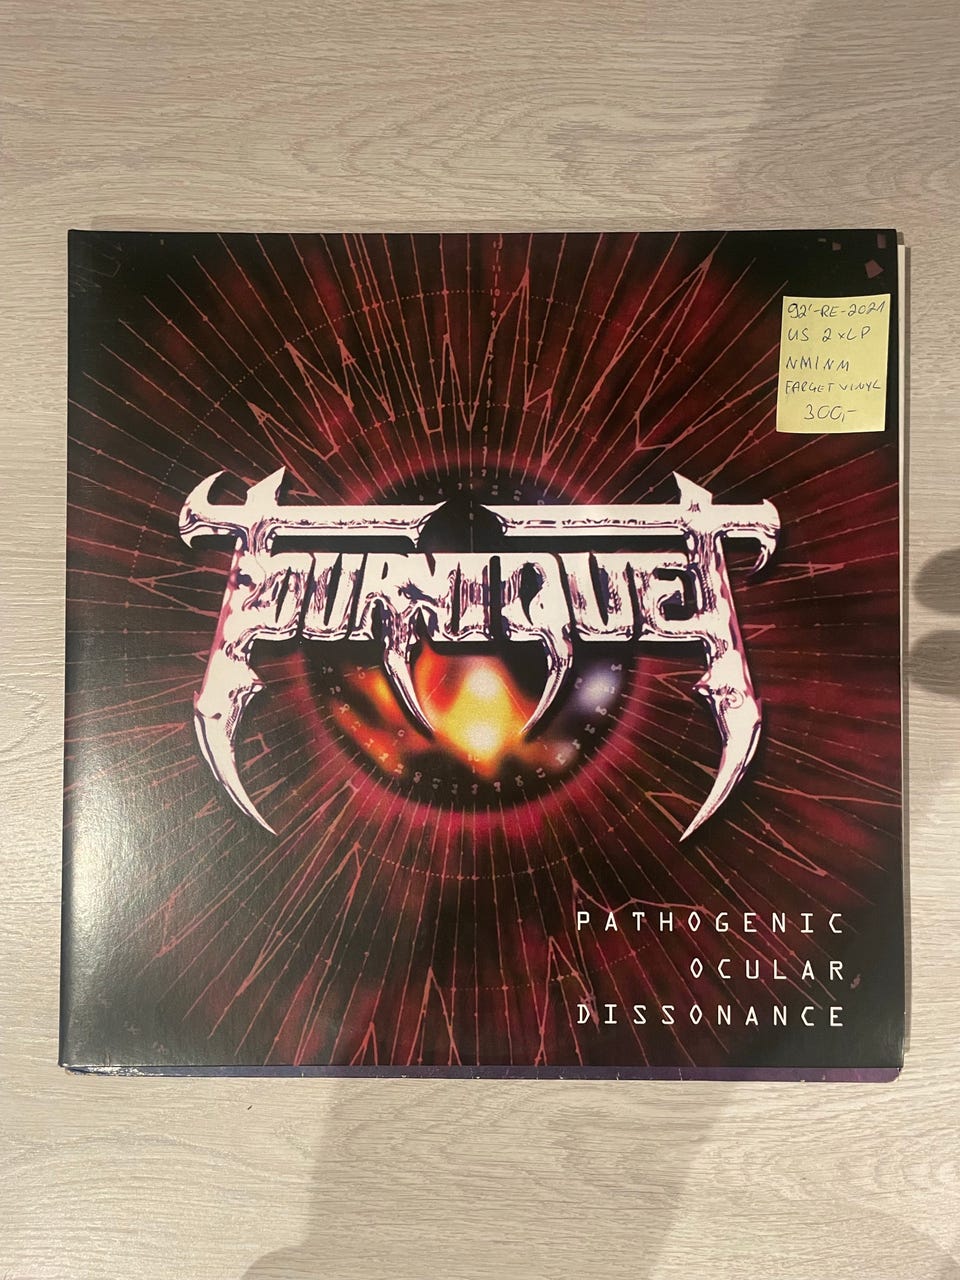 TOURNIQUET
92'-RE-2021
US 2xLP
NM/NM
FARGET VINYL
300,-
PATHOGENIC
OCULAR
DISSONANCE